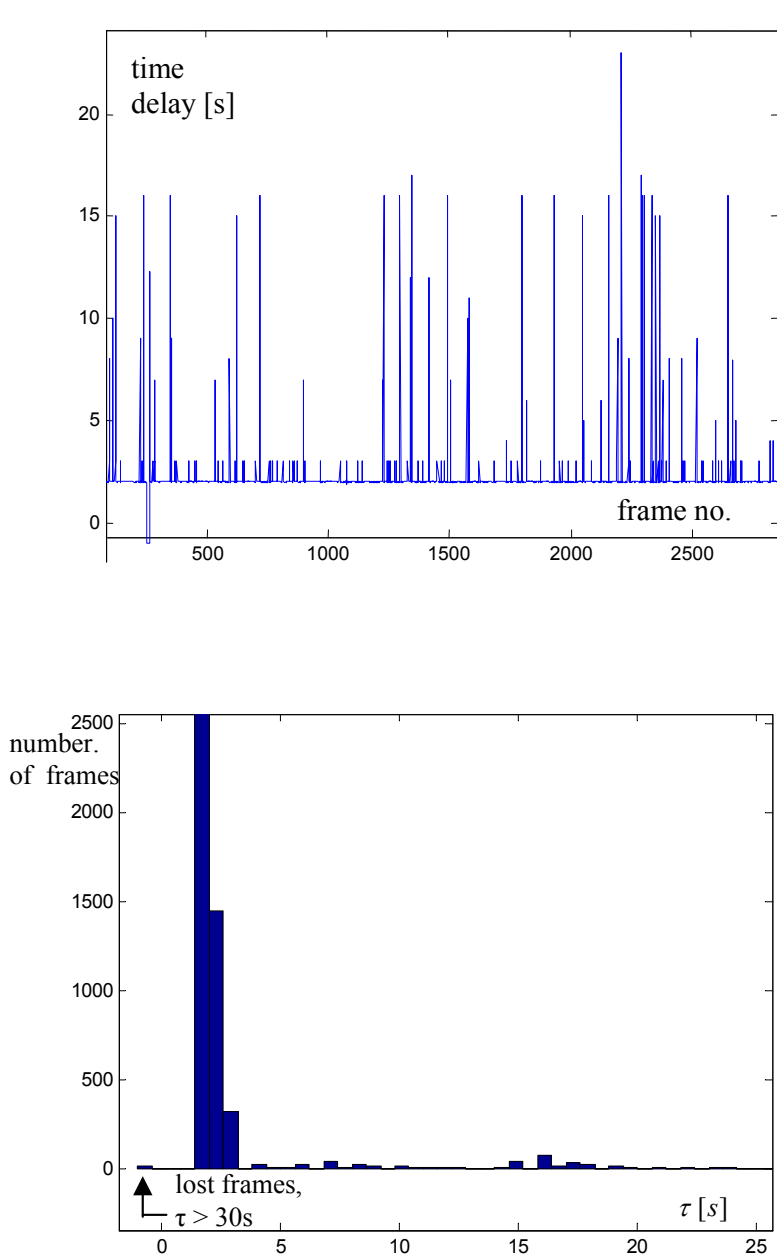 time
delay [s]
20
15
10
5
0
frame no.
500 1000 1500 2000 2500
2500
number.
of frames
2000
1500
1000
500
0
lost frames,
τ > 30s
τ [s]
0 5 10 15 20 25